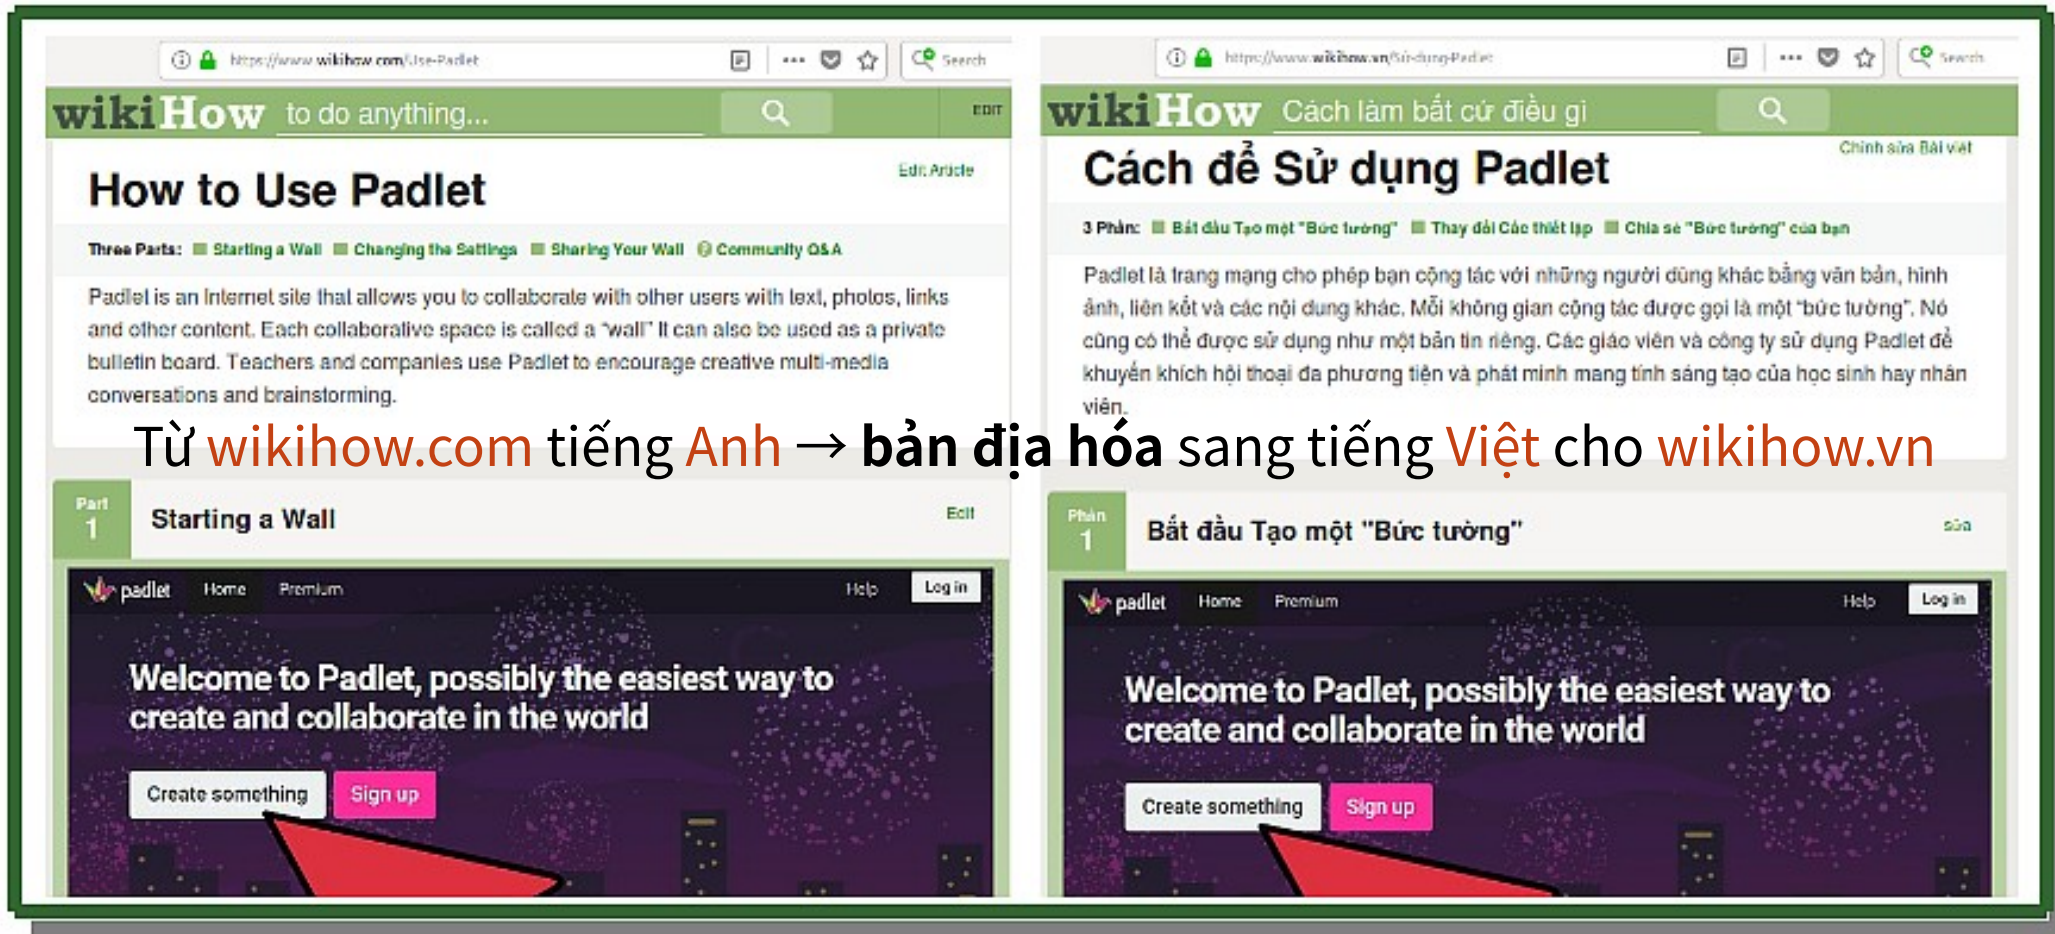 https://www.wikihow.com/Use-Padlet
Search
wikiHow to do anything...
EDIT
Edit Article
How to Use Padlet
Three Parts: Starting a Wall Changing the Settings Sharing Your Wall Community Q&A
Padlet is an Internet site that allows you to collaborate with other users with text, photos, links
and other content. Each collaborative space is called a “wall” It can also be used as a private
bulletin board. Teachers and companies use Padlet to encourage creative multi-media
conversations and brainstorming.
https://www.wikihow.vn/Sử-dụng-Padlet
Search
wikiHow Cách làm bất cứ điều gì
Chỉnh sửa Bài viết
Cách để Sử dụng Padlet
3 Phần: Bắt đầu Tạo một "Bức tường" Thay đổi Các thiết lập Chia sẻ "Bức tường" của bạn
Padlet là trang mạng cho phép bạn cộng tác với những người dùng khác bằng văn bản, hình
ảnh, liên kết và các nội dung khác. Mỗi không gian cộng tác được gọi là một “bức tường”. Nó
cũng có thể được sử dụng như một bản tin riêng. Các giáo viên và công ty sử dụng Padlet để
khuyến khích hội thoại đa phương tiện và phát minh mang tính sáng tạo của học sinh hay nhân
viên.
Từ wikihow.com tiếng Anh → bản địa hóa sang tiếng Việt cho wikihow.vn
Part
1
Starting a Wall
Edit
padlet Home Premium Help Log in
Welcome to Padlet, possibly the easiest way to
create and collaborate in the world
Create something Sign up
Phần
1
Bắt đầu Tạo một "Bức tường"
sửa
padlet Home Premium Help Log in
Welcome to Padlet, possibly the easiest way to
create and collaborate in the world
Create something Sign up